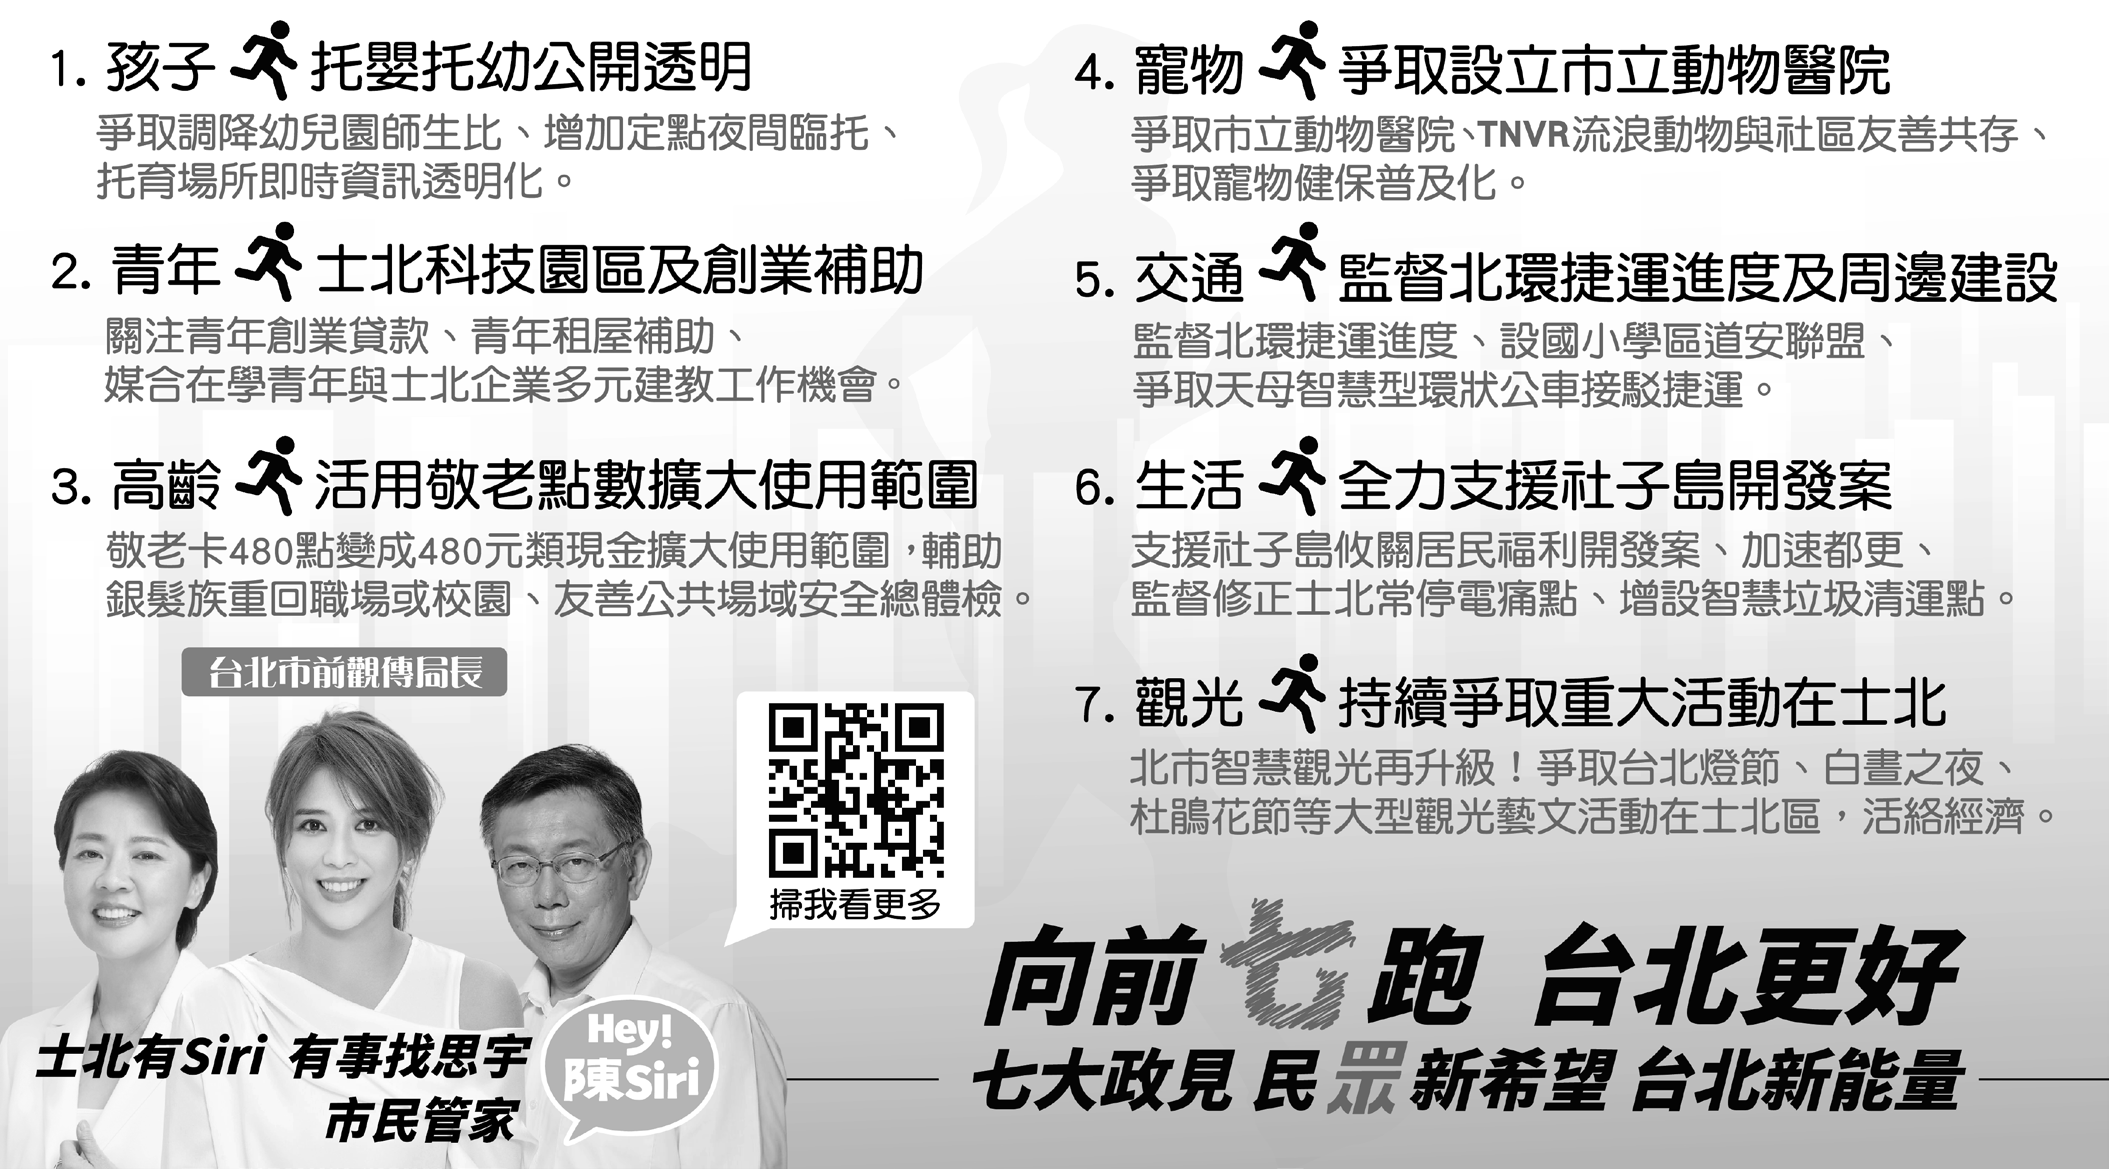 1. 孩子 托嬰托幼公開透明
爭取調降幼兒園師生比、增加定點夜間臨托、
托育場所即時資訊透明化。
2. 青年 士北科技園區及創業補助
關注青年創業貸款、青年租屋補助、
媒合在學青年與士北企業多元建教工作機會。
3. 高齡 活用敬老點數擴大使用範圍
敬老卡480點變成480元類現金擴大使用範圍，輔助
銀髮族重回職場或校園、友善公共場域安全總體檢。
4. 寵物 爭取設立市立動物醫院
爭取市立動物醫院、TNVR流浪動物與社區友善共存、
爭取寵物健保普及化。
5. 交通 監督北環捷運進度及周邊建設
監督北環捷運進度、設國小學區道安聯盟、
爭取天母智慧型環狀公車接駁捷運。
6. 生活 全力支援社子島開發案
支援社子島攸關居民福利開發案、加速都更、
監督修正士北常停電痛點、增設智慧垃圾清運點。
7. 觀光 持續爭取重大活動在士北
北市智慧觀光再升級！爭取台北燈節、白晝之夜、
杜鵑花節等大型觀光藝文活動在士北區，活絡經濟。
台北市前觀傳局長
掃我看更多
士北有Siri 有事找思宇
市民管家
Hey!
陳Siri
向前七跑 台北更好
七大政見 民眾新希望 台北新能量